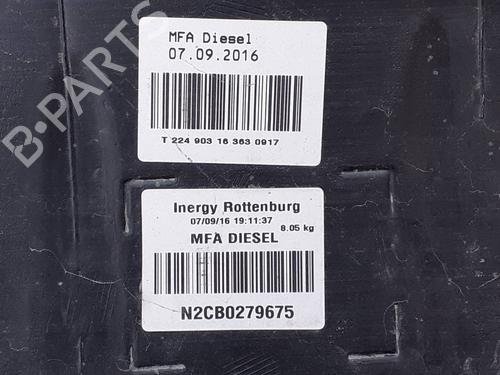 B-PARTS
MFA Diesel
07.09.2016
T 224 903 16 363 0917
Inergy Rottenburg
07/09/16 19:11:37
8.05 kg
MFA DIESEL
N2CB0279675